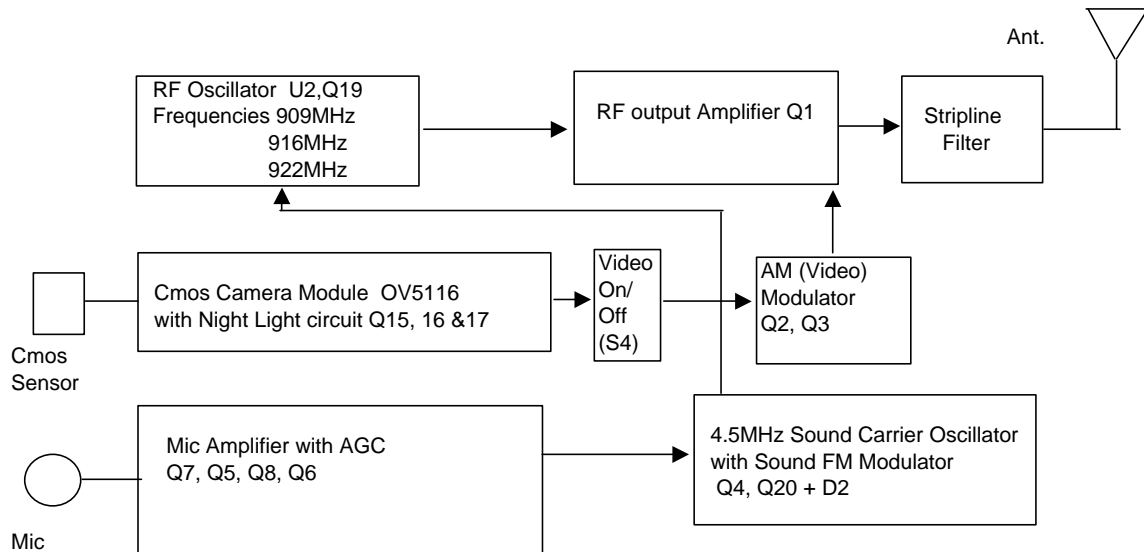 Ant.
RF Oscillator U2,Q19
Frequencies 909MHz
916MHz
922MHz
RF output Amplifier Q1
Stripline
Filter
Cmos Camera Module OV5116
with Night Light circuit Q15, 16 &17
Video
On/
Off
(S4)
AM (Video)
Modulator
Q2, Q3
Cmos
Sensor
Mic Amplifier with AGC
Q7, Q5, Q8, Q6
4.5MHz Sound Carrier Oscillator
with Sound FM Modulator
Q4, Q20 + D2
Mic